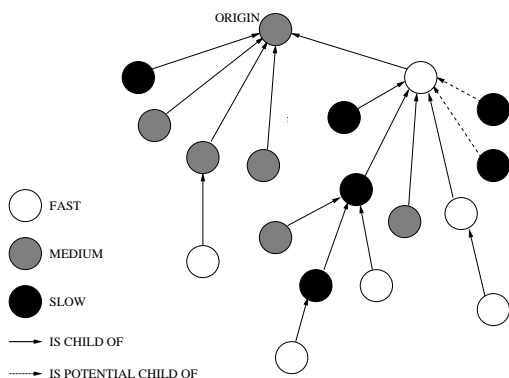 ORIGIN
FAST
MEDIUM
SLOW
IS CHILD OF
IS POTENTIAL CHILD OF